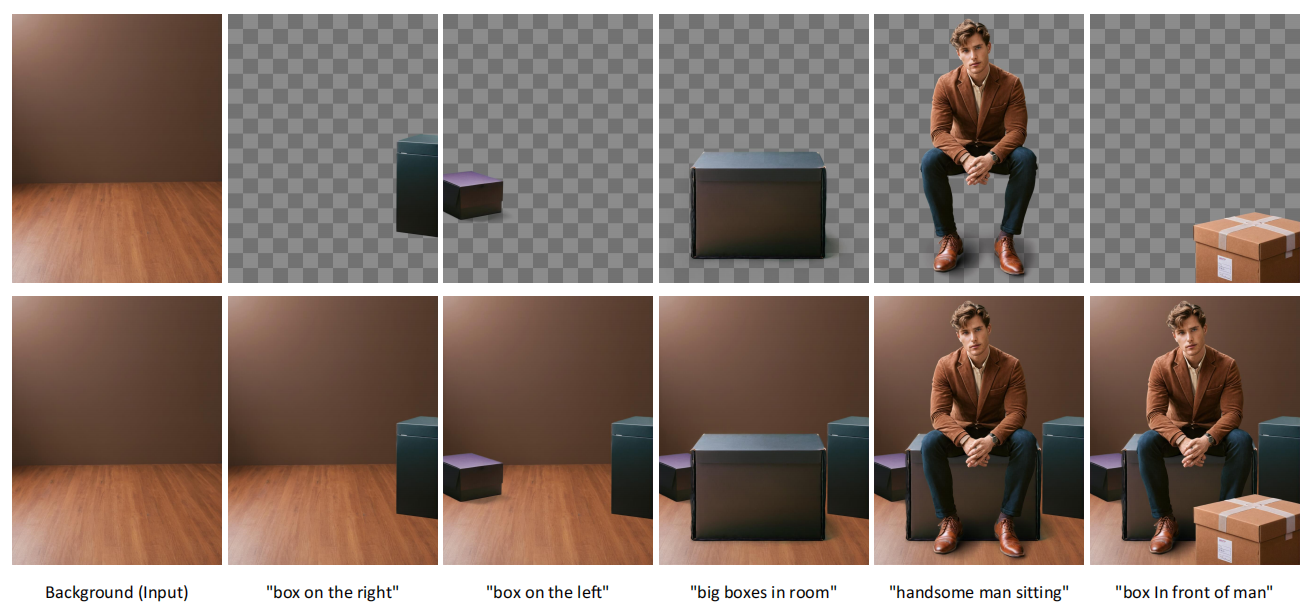 Background (Input)
"box on the right"
"box on the left"
"big boxes in room"
"handsome man sitting"
"box In front of man"